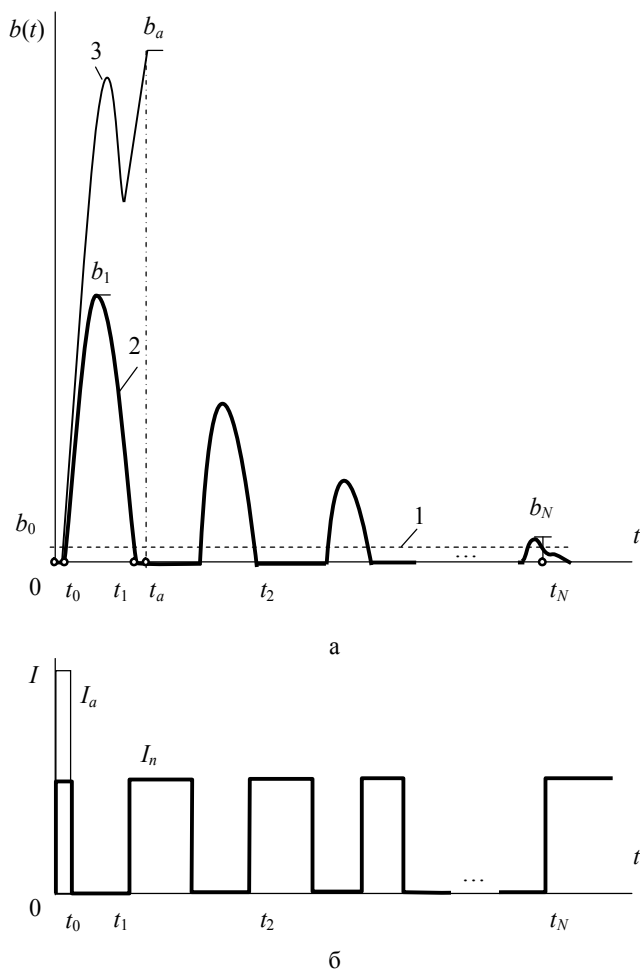 b(t)
b_a
3
b_1
2
b_0
1
b_N
t
...
0 t_0 t_1 t_a t_2 t_N
а
I
I_a
I_n
t
...
0 t_0 t_1 t_2 t_N
б